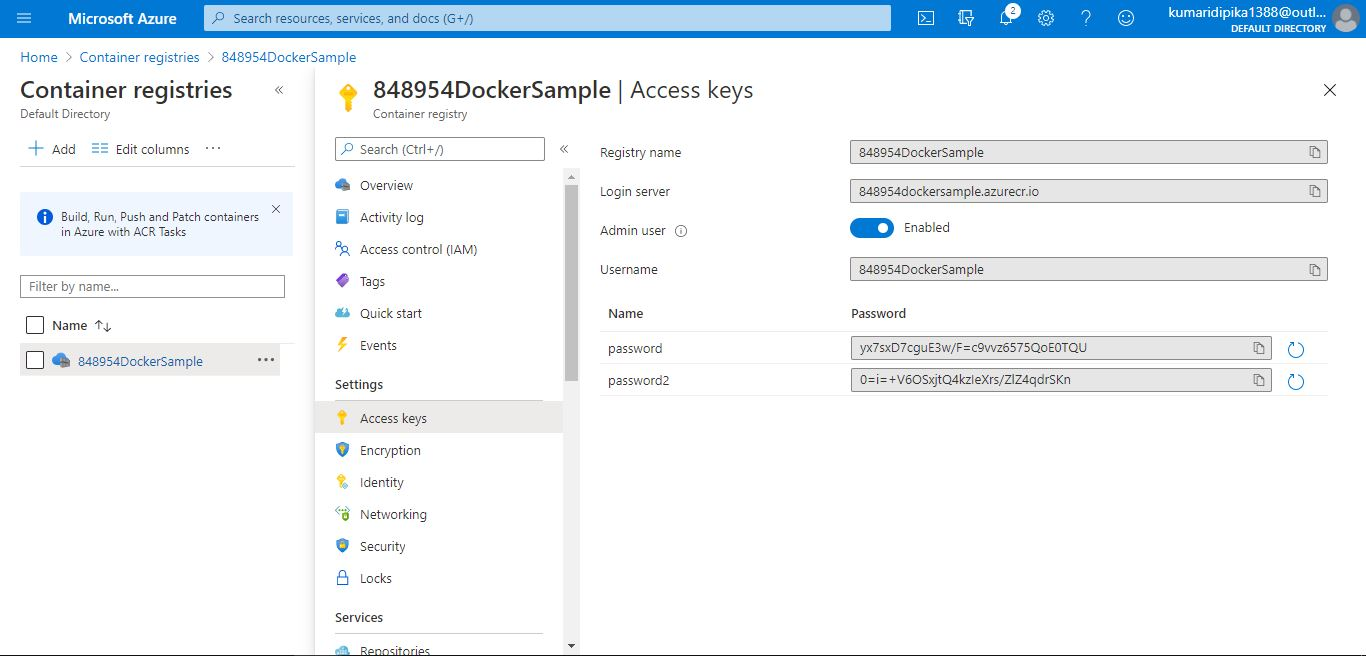 Microsoft Azure
Search resources, services, and docs (G+/)
2
kumaridipika1388@outl...
DEFAULT DIRECTORY
Home > Container registries > 848954DockerSample
Container registries
Default Directory
Add Edit columns ...
Build, Run, Push and Patch containers
in Azure with ACR Tasks
Filter by name...
Name
848954DockerSample ...
848954DockerSample | Access keys
Container registry
Search (Ctrl+/)
Overview
Activity log
Access control (IAM)
Tags
Quick start
Events
Settings
Access keys
Encryption
Identity
Networking
Security
Locks
Services
Repositories
Registry name 848954DockerSample
Login server 848954dockersample.azurecr.io
Admin user Enabled
Username 848954DockerSample
Name Password
password yx7sxD7cguE3w/F=c9vvz6575QoE0TQU
password2 0=i=+V6OSxjtQ4kzIeXrs/ZlZ4qdrSKn